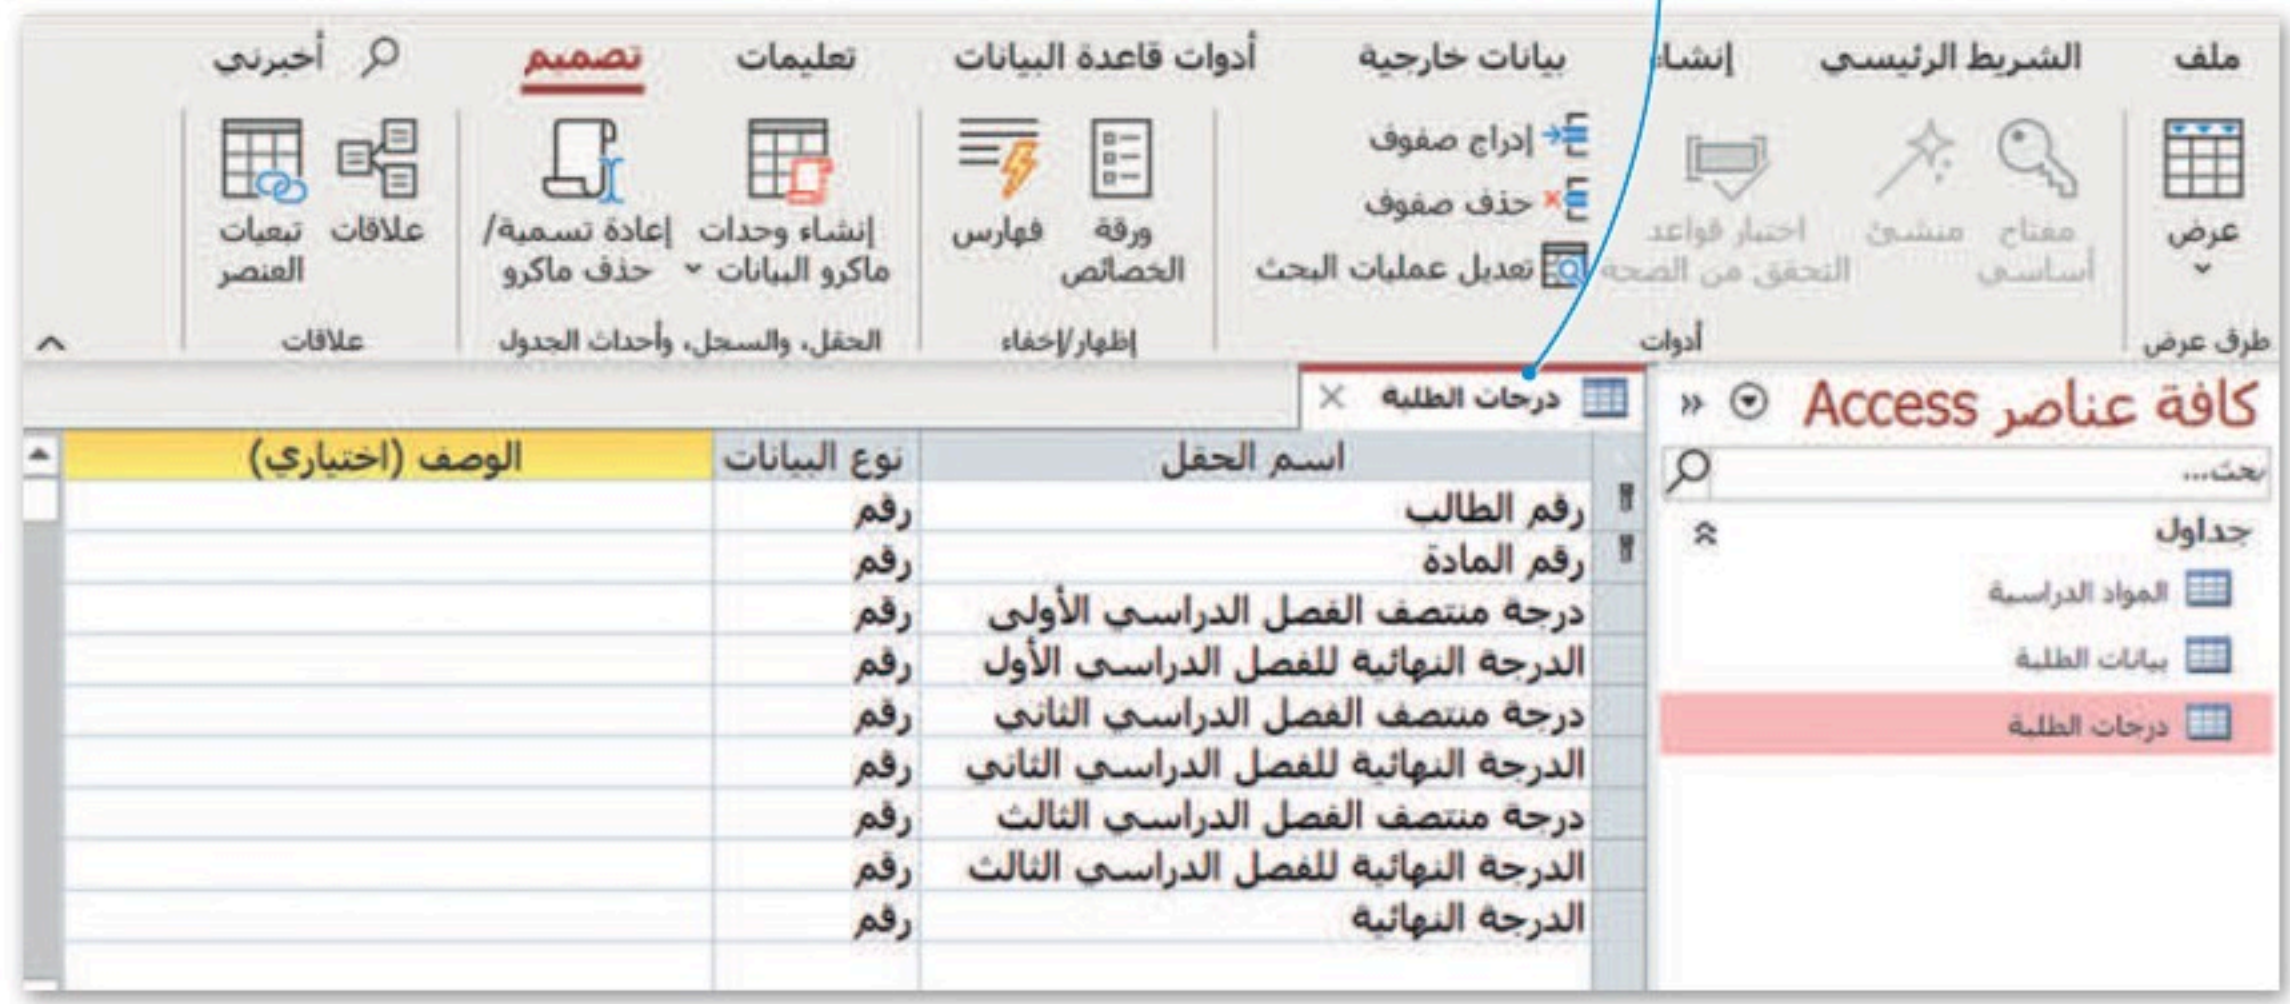 ملف الشريط الرئيسي إنشاء بيانات خارجية أدوات قاعدة البيانات تعليمات تصميم أخبرني
عرض
مفتاح أساسي
منشئ
اختبار قواعد التحقق من الصحة
إدراج صفوف
حذف صفوف
تعديل عمليات البحث
ورقة الخصائص
فهارس
إنشاء وحدات ماكرو البيانات
إعادة تسمية/ حذف ماكرو
علاقات
تبعيات العنصر
طرق عرض أدوات إظهار/إخفاء الحقل، والسجل، وأحداث الجدول علاقات
كافة عناصر Access
بحث...
جداول
المواد الدراسية
بيانات الطلبة
درجات الطلبة
درجات الطلبة
اسم الحقل نوع البيانات الوصف (اختياري)
رقم الطالب رقم
رقم المادة رقم
درجة منتصف الفصل الدراسي الأولى رقم
الدرجة النهائية للفصل الدراسي الأول رقم
درجة منتصف الفصل الدراسي الثاني رقم
الدرجة النهائية للفصل الدراسي الثاني رقم
درجة منتصف الفصل الدراسي الثالث رقم
الدرجة النهائية للفصل الدراسي الثالث رقم
الدرجة النهائية رقم